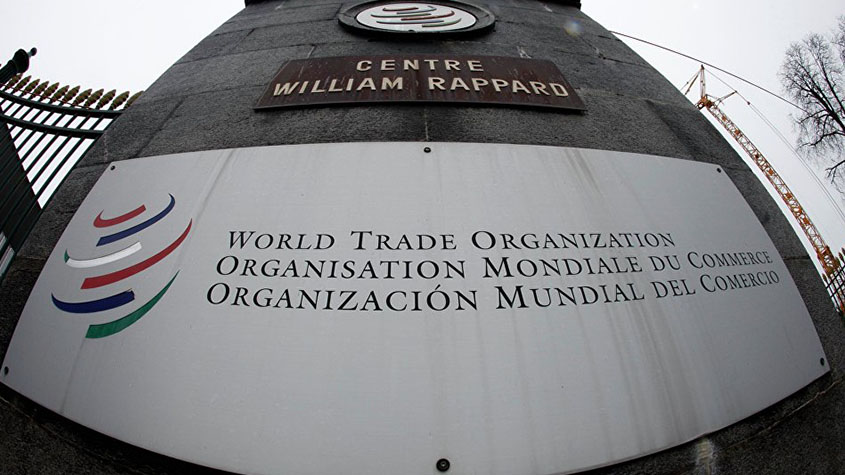 CENTRE
WILLIAM RAPPARD
WORLD TRADE ORGANIZATION
ORGANISATION MONDIALE DU COMMERCE
ORGANIZACIÓN MUNDIAL DEL COMERCIO